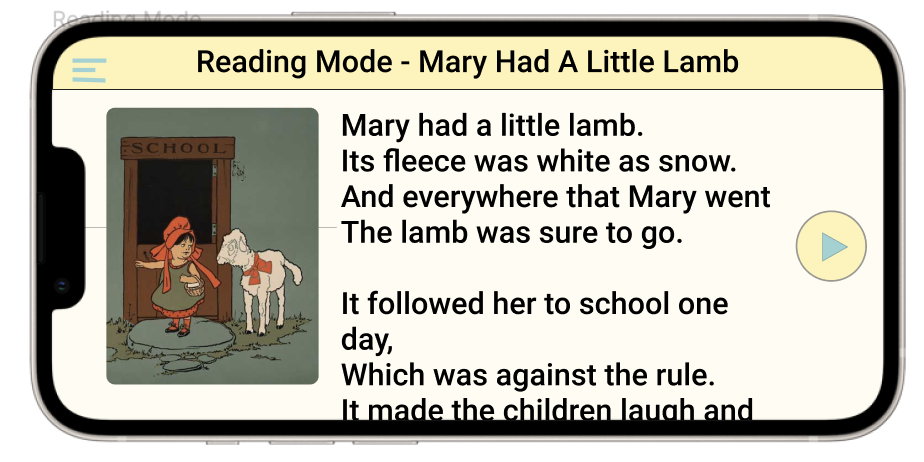 Reading Mode
Reading Mode - Mary Had A Little Lamb
SCHOOL
Mary had a little lamb.
Its fleece was white as snow.
And everywhere that Mary went
The lamb was sure to go.
It followed her to school one
day,
Which was against the rule.
It made the children laugh and